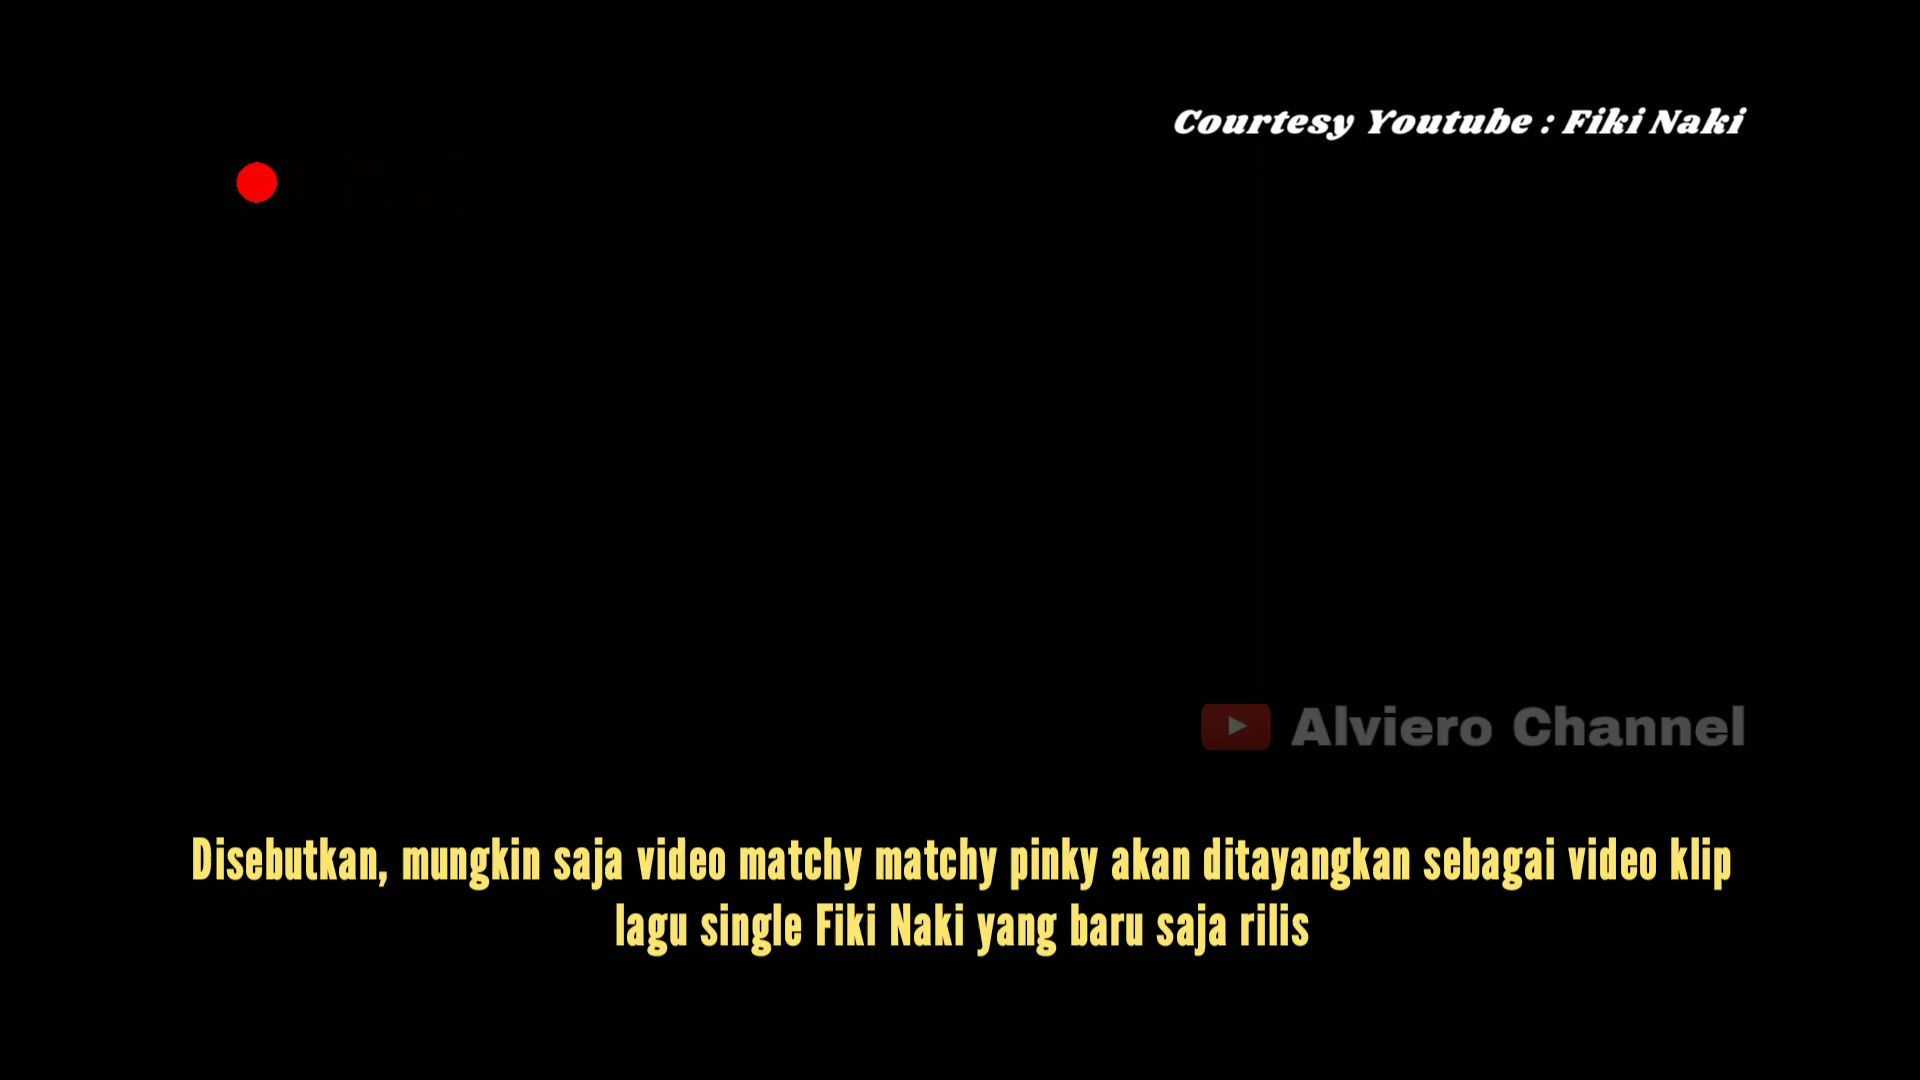 Courtesy Youtube : Fiki Naki
Alviero Channel
Disebutkan, mungkin saja video matchy matchy pinky akan ditayangkan sebagai video klip
lagu single Fiki Naki yang baru saja rilis